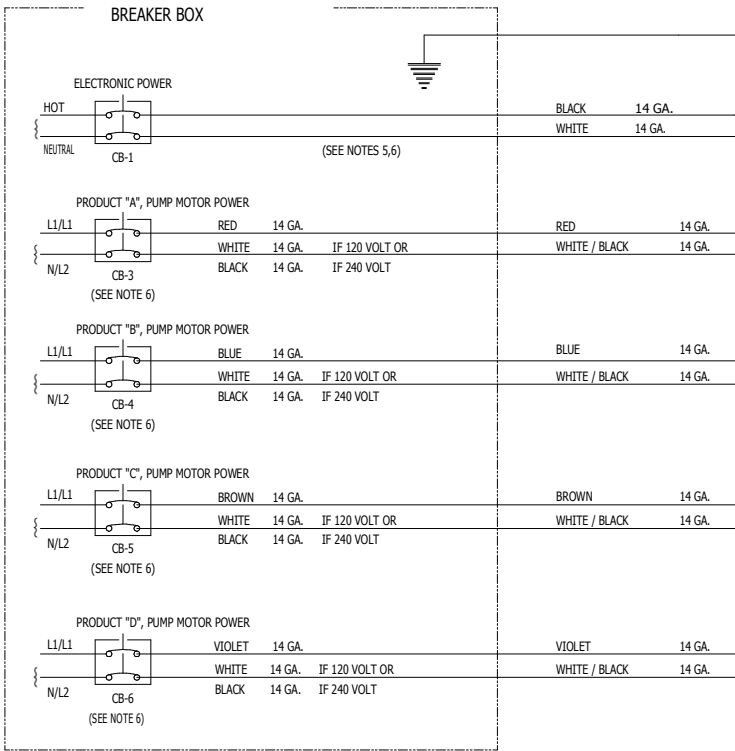 BREAKER BOX
ELECTRONIC POWER
HOT
BLACK 14 GA.
WHITE 14 GA.
NEUTRAL
CB-1
(SEE NOTES 5,6)
PRODUCT "A", PUMP MOTOR POWER
L1/L1 RED 14 GA. RED 14 GA.
WHITE 14 GA. IF 120 VOLT OR WHITE / BLACK 14 GA.
N/L2 BLACK 14 GA. IF 240 VOLT
CB-3
(SEE NOTE 6)
PRODUCT "B", PUMP MOTOR POWER
L1/L1 BLUE 14 GA. BLUE 14 GA.
WHITE 14 GA. IF 120 VOLT OR WHITE / BLACK 14 GA.
N/L2 BLACK 14 GA. IF 240 VOLT
CB-4
(SEE NOTE 6)
PRODUCT "C", PUMP MOTOR POWER
L1/L1 BROWN 14 GA. BROWN 14 GA.
WHITE 14 GA. IF 120 VOLT OR WHITE / BLACK 14 GA.
N/L2 BLACK 14 GA. IF 240 VOLT
CB-5
(SEE NOTE 6)
PRODUCT "D", PUMP MOTOR POWER
L1/L1 VIOLET 14 GA. VIOLET 14 GA.
WHITE 14 GA. IF 120 VOLT OR WHITE / BLACK 14 GA.
N/L2 BLACK 14 GA. IF 240 VOLT
CB-6
(SEE NOTE 6)